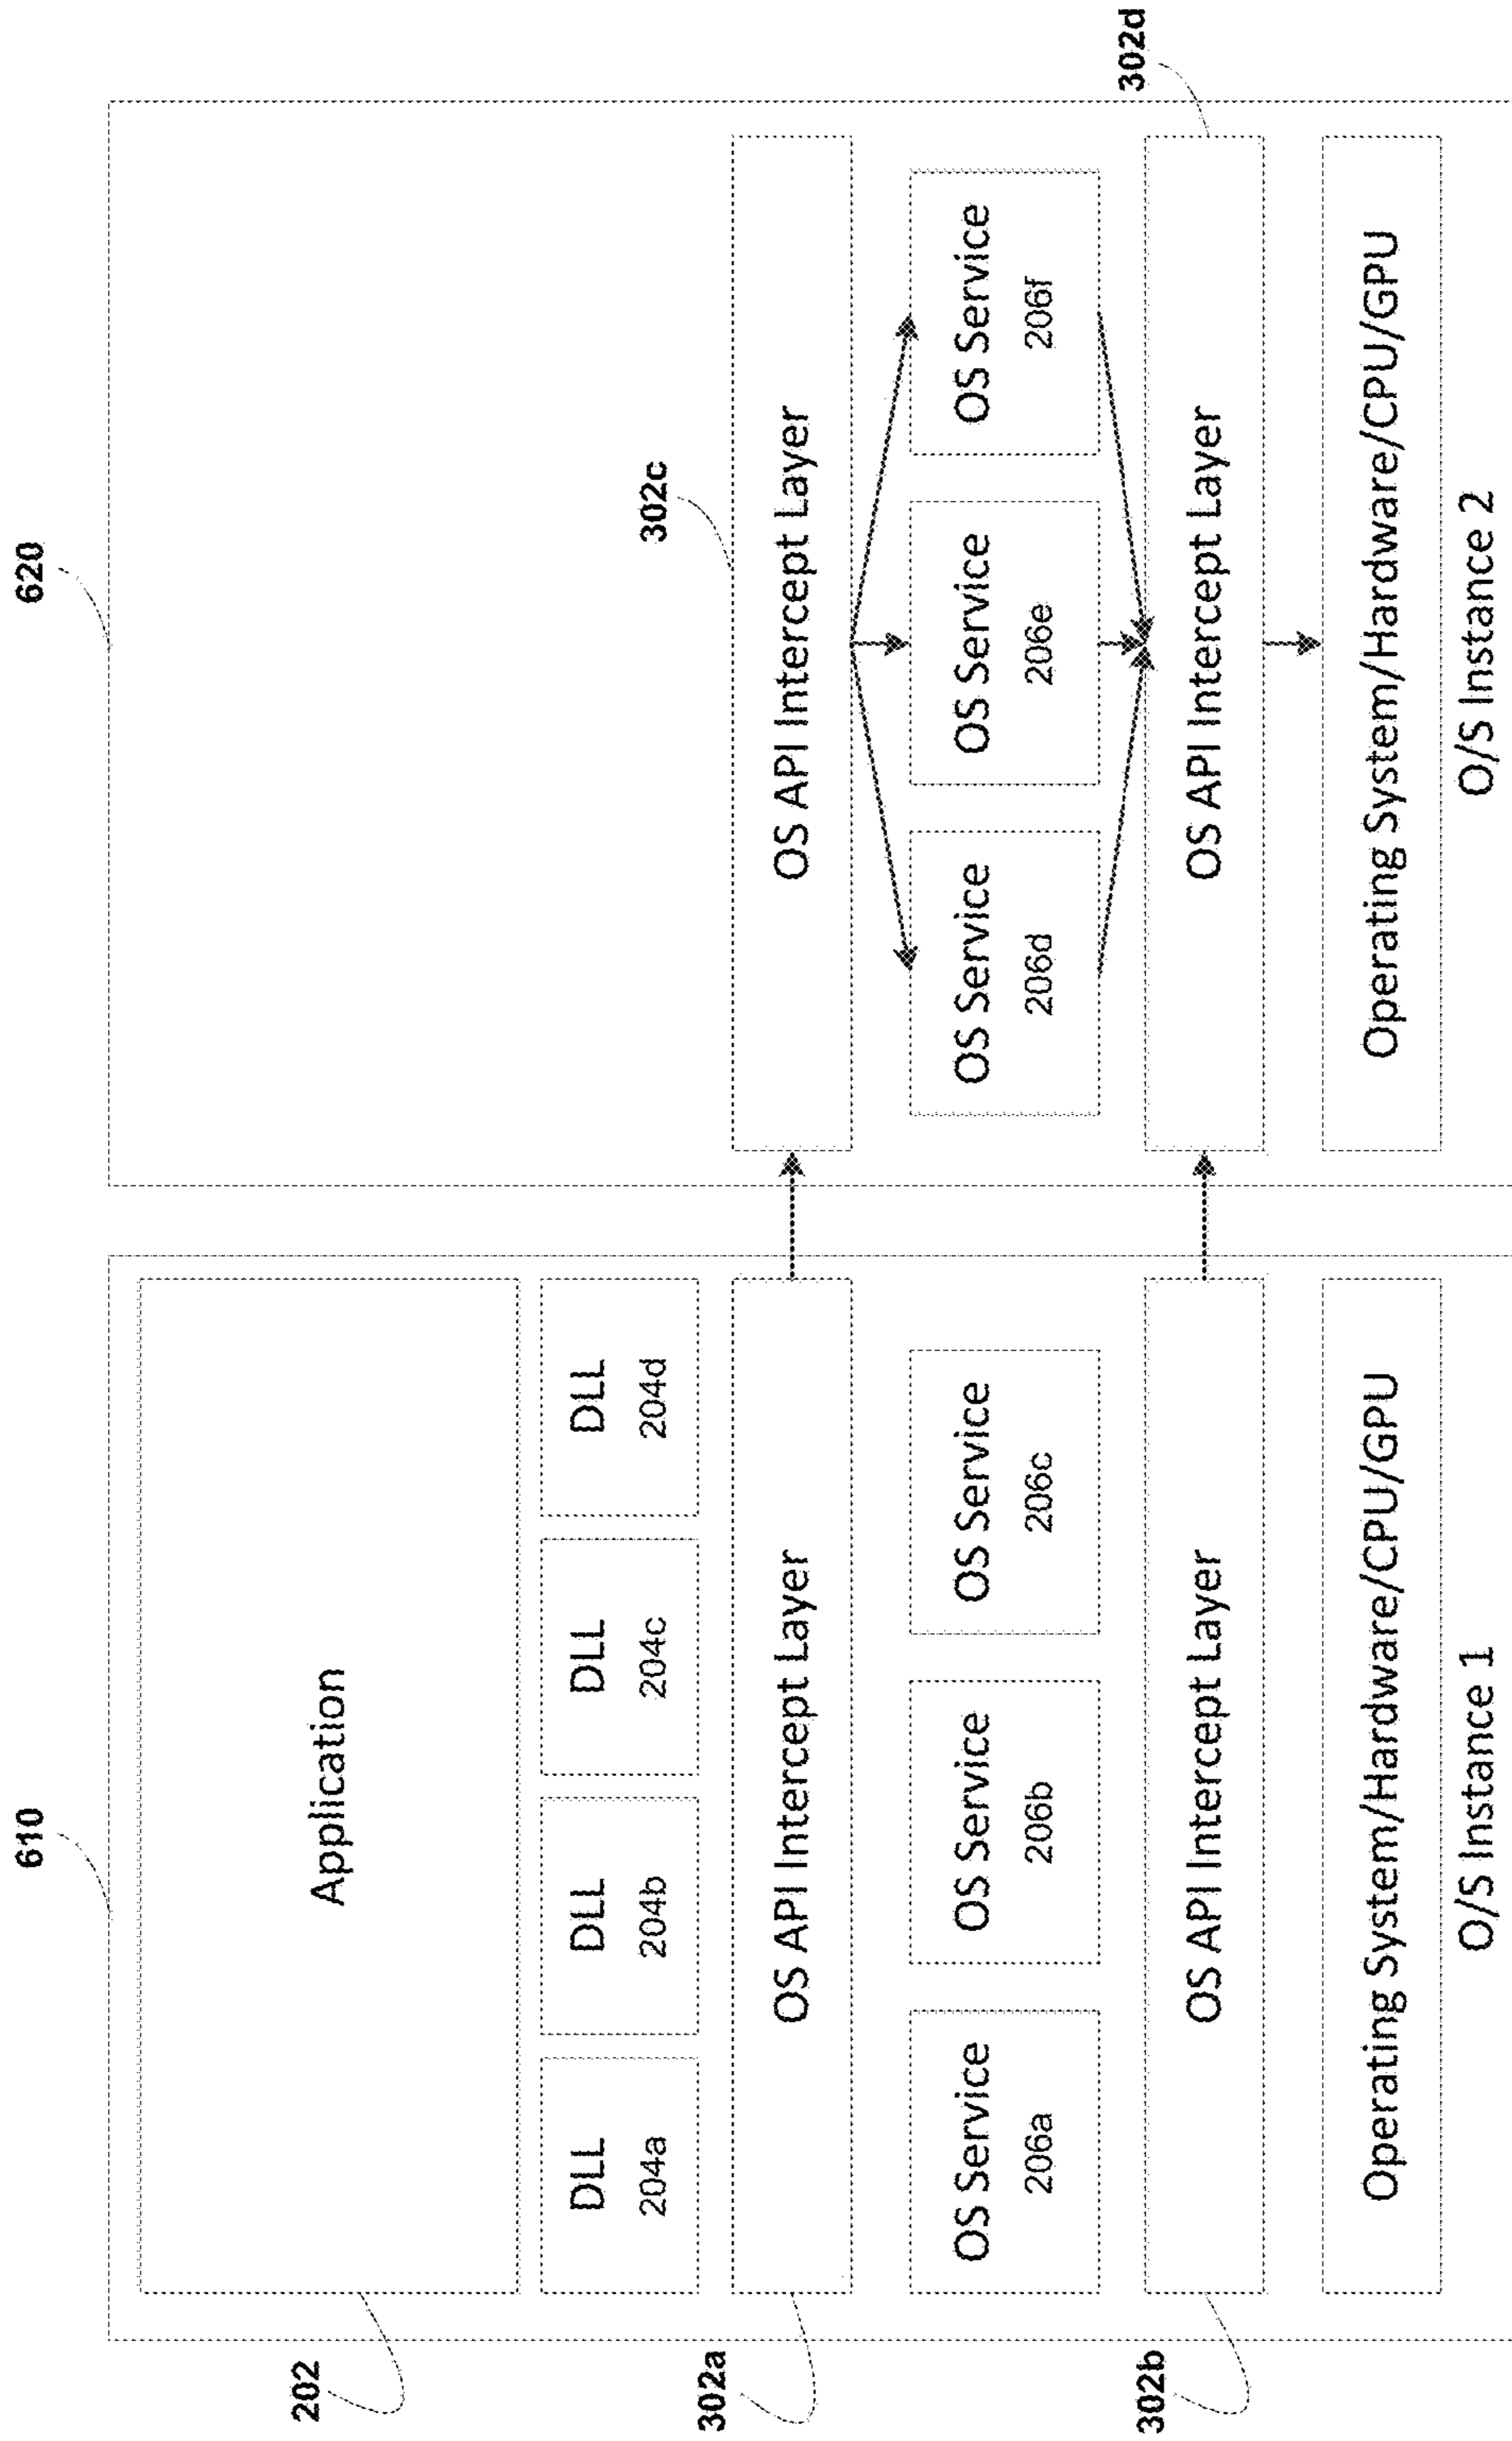 610
620
202
Application
DLL
204a
DLL
204b
DLL
204c
DLL
204d
302a
OS API Intercept Layer
302c
OS API Intercept Layer
OS Service
206a
OS Service
206b
OS Service
206c
OS Service
206d
OS Service
206e
OS Service
206f
302b
OS API Intercept Layer
302d
OS API Intercept Layer
Operating System/Hardware/CPU/GPU
Operating System/Hardware/CPU/GPU
O/S Instance 1
O/S Instance 2